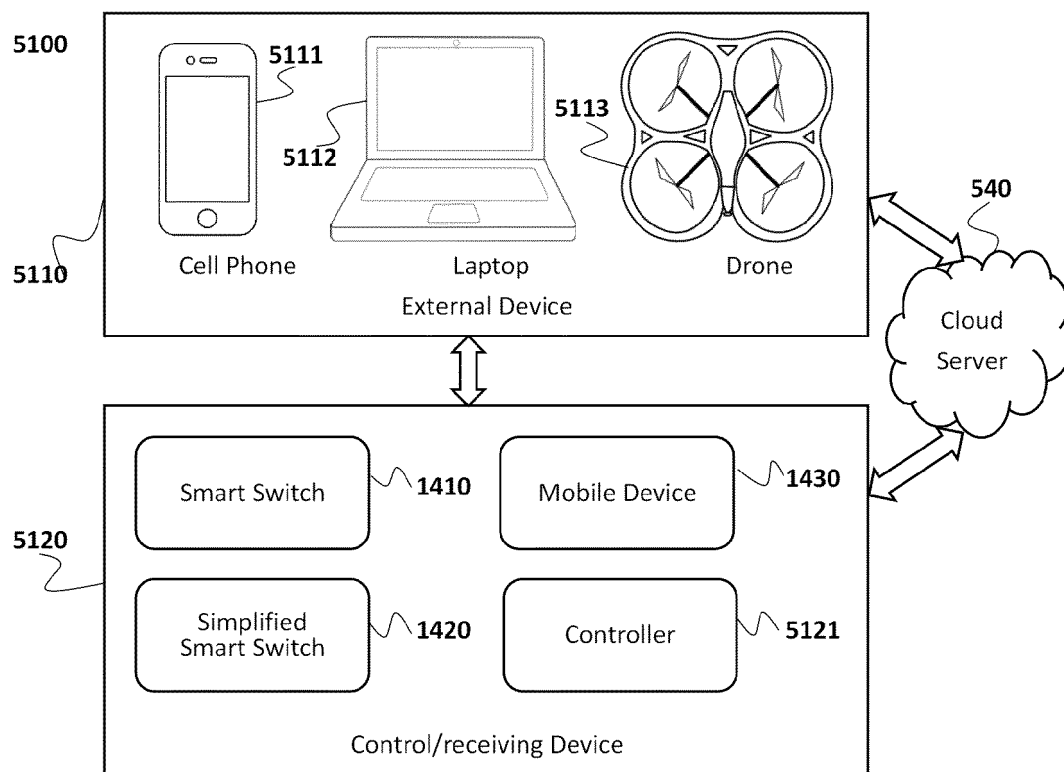 5100
5111
5112
5113
540
5110
Cell Phone
Laptop
Drone
External Device
Cloud
Server
Smart Switch
1410
Mobile Device
1430
5120
Simplified
Smart Switch
1420
Controller
5121
Control/receiving Device